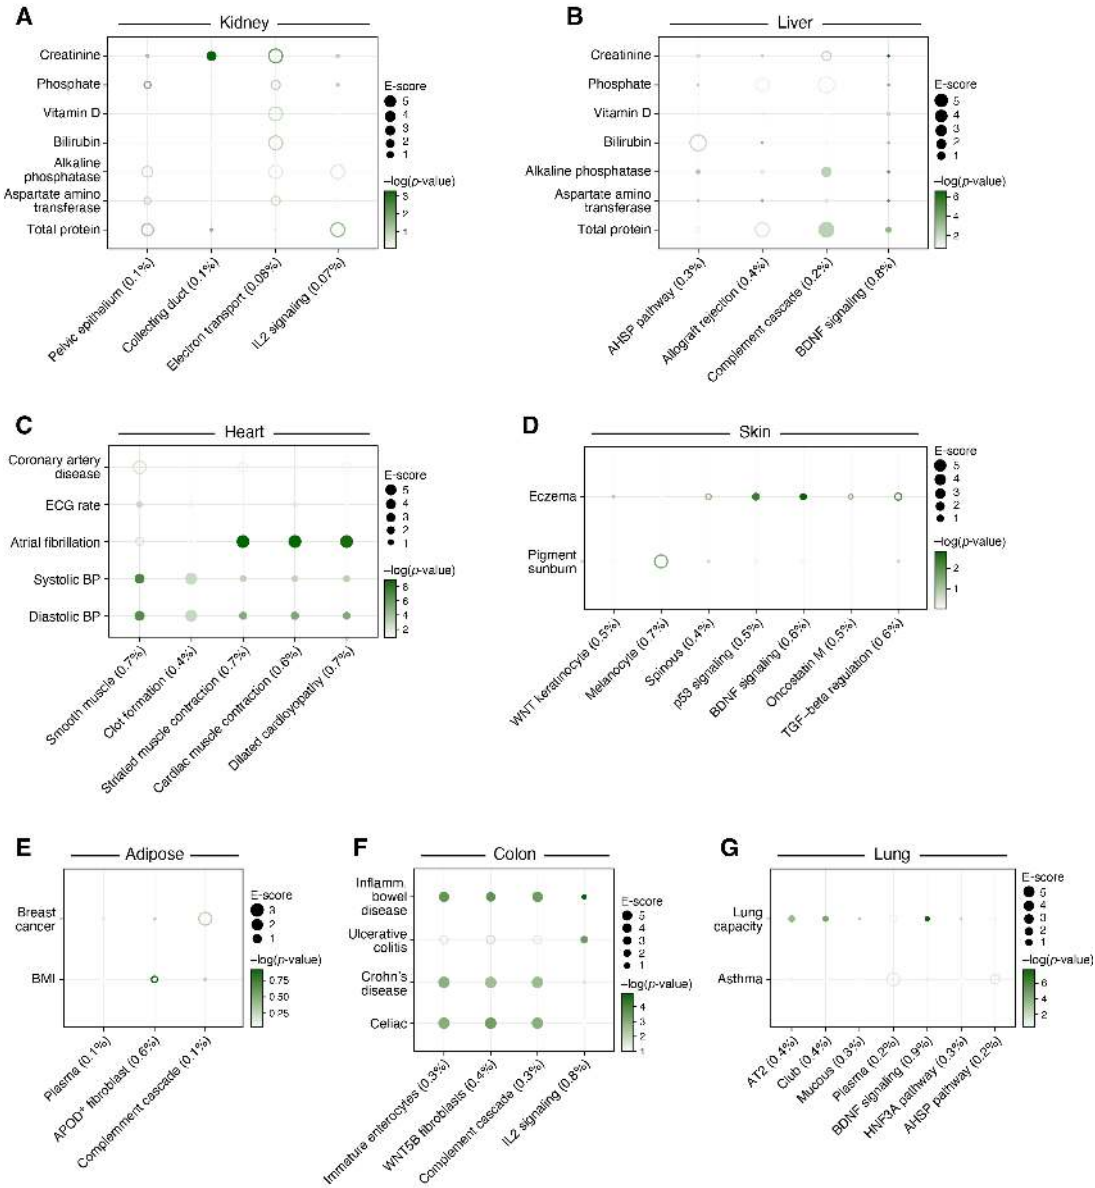 A
Kidney
Creatinine
Phosphate
Vitamin D
Bilirubin
Alkaline
phosphatase
Aspartate amino
transferase
Total protein
Pelvic epithelium (0.1%)
Collecting duct (0.1%)
Electron transport (0.08%)
IL2 signaling (0.07%)
E-score
5
4
3
2
1
–log(p-value)
3
2
1
B
Liver
Creatinine
Phosphate
Vitamin D
Bilirubin
Alkaline phosphatase
Aspartate amino
transferase
Total protein
AHSP pathway (0.3%)
Allograft rejection (0.4%)
Complement cascade (0.2%)
BDNF signaling (0.8%)
E-score
5
4
3
2
1
–log(p-value)
6
4
2
C
Heart
Coronary artery
disease
ECG rate
Atrial fibrillation
Systolic BP
Diastolic BP
Smooth muscle (0.7%)
Clot formation (0.4%)
Striated muscle contraction (0.7%)
Cardiac muscle contraction (0.6%)
Dilated cardioyopathy (0.7%)
E-score
5
4
3
2
1
–log(p-value)
8
6
4
2
D
Skin
Eczema
Pigment
sunburn
WNT keratinocyte (0.5%)
Melanocyte (0.7%)
Spinous (0.4%)
p53 signaling (0.5%)
BDNF signaling (0.6%)
Oncostatin M (0.5%)
TGF–beta regulation (0.6%)
E-score
5
4
3
2
1
–log(p-value)
2
1
E
Adipose
Breast
cancer
BMI
Plasma (0.1%)
APOD+ fibroblast (0.6%)
Complemment cascade (0.1%)
E-score
3
2
1
–log(p-value)
0.75
0.50
0.25
F
Colon
Inflamm.
bowel
disease
Ulcerative
colitis
Crohn's
disease
Celiac
Immature enterocytes (0.3%)
WNT5B fibroblasts (0.4%)
Complement cascade (0.3%)
IL2 signaling (0.8%)
E-score
5
4
3
2
1
–log(p-value)
4
3
2
1
G
Lung
Lung
capacity
Asthma
AT2 (0.4%)
Club (0.4%)
Mucous (0.3%)
Plasma (0.2%)
BDNF signaling (0.9%)
HNF3A pathway (0.3%)
AHSP pathway (0.2%)
E-score
5
4
3
2
1
–log(p-value)
6
4
2